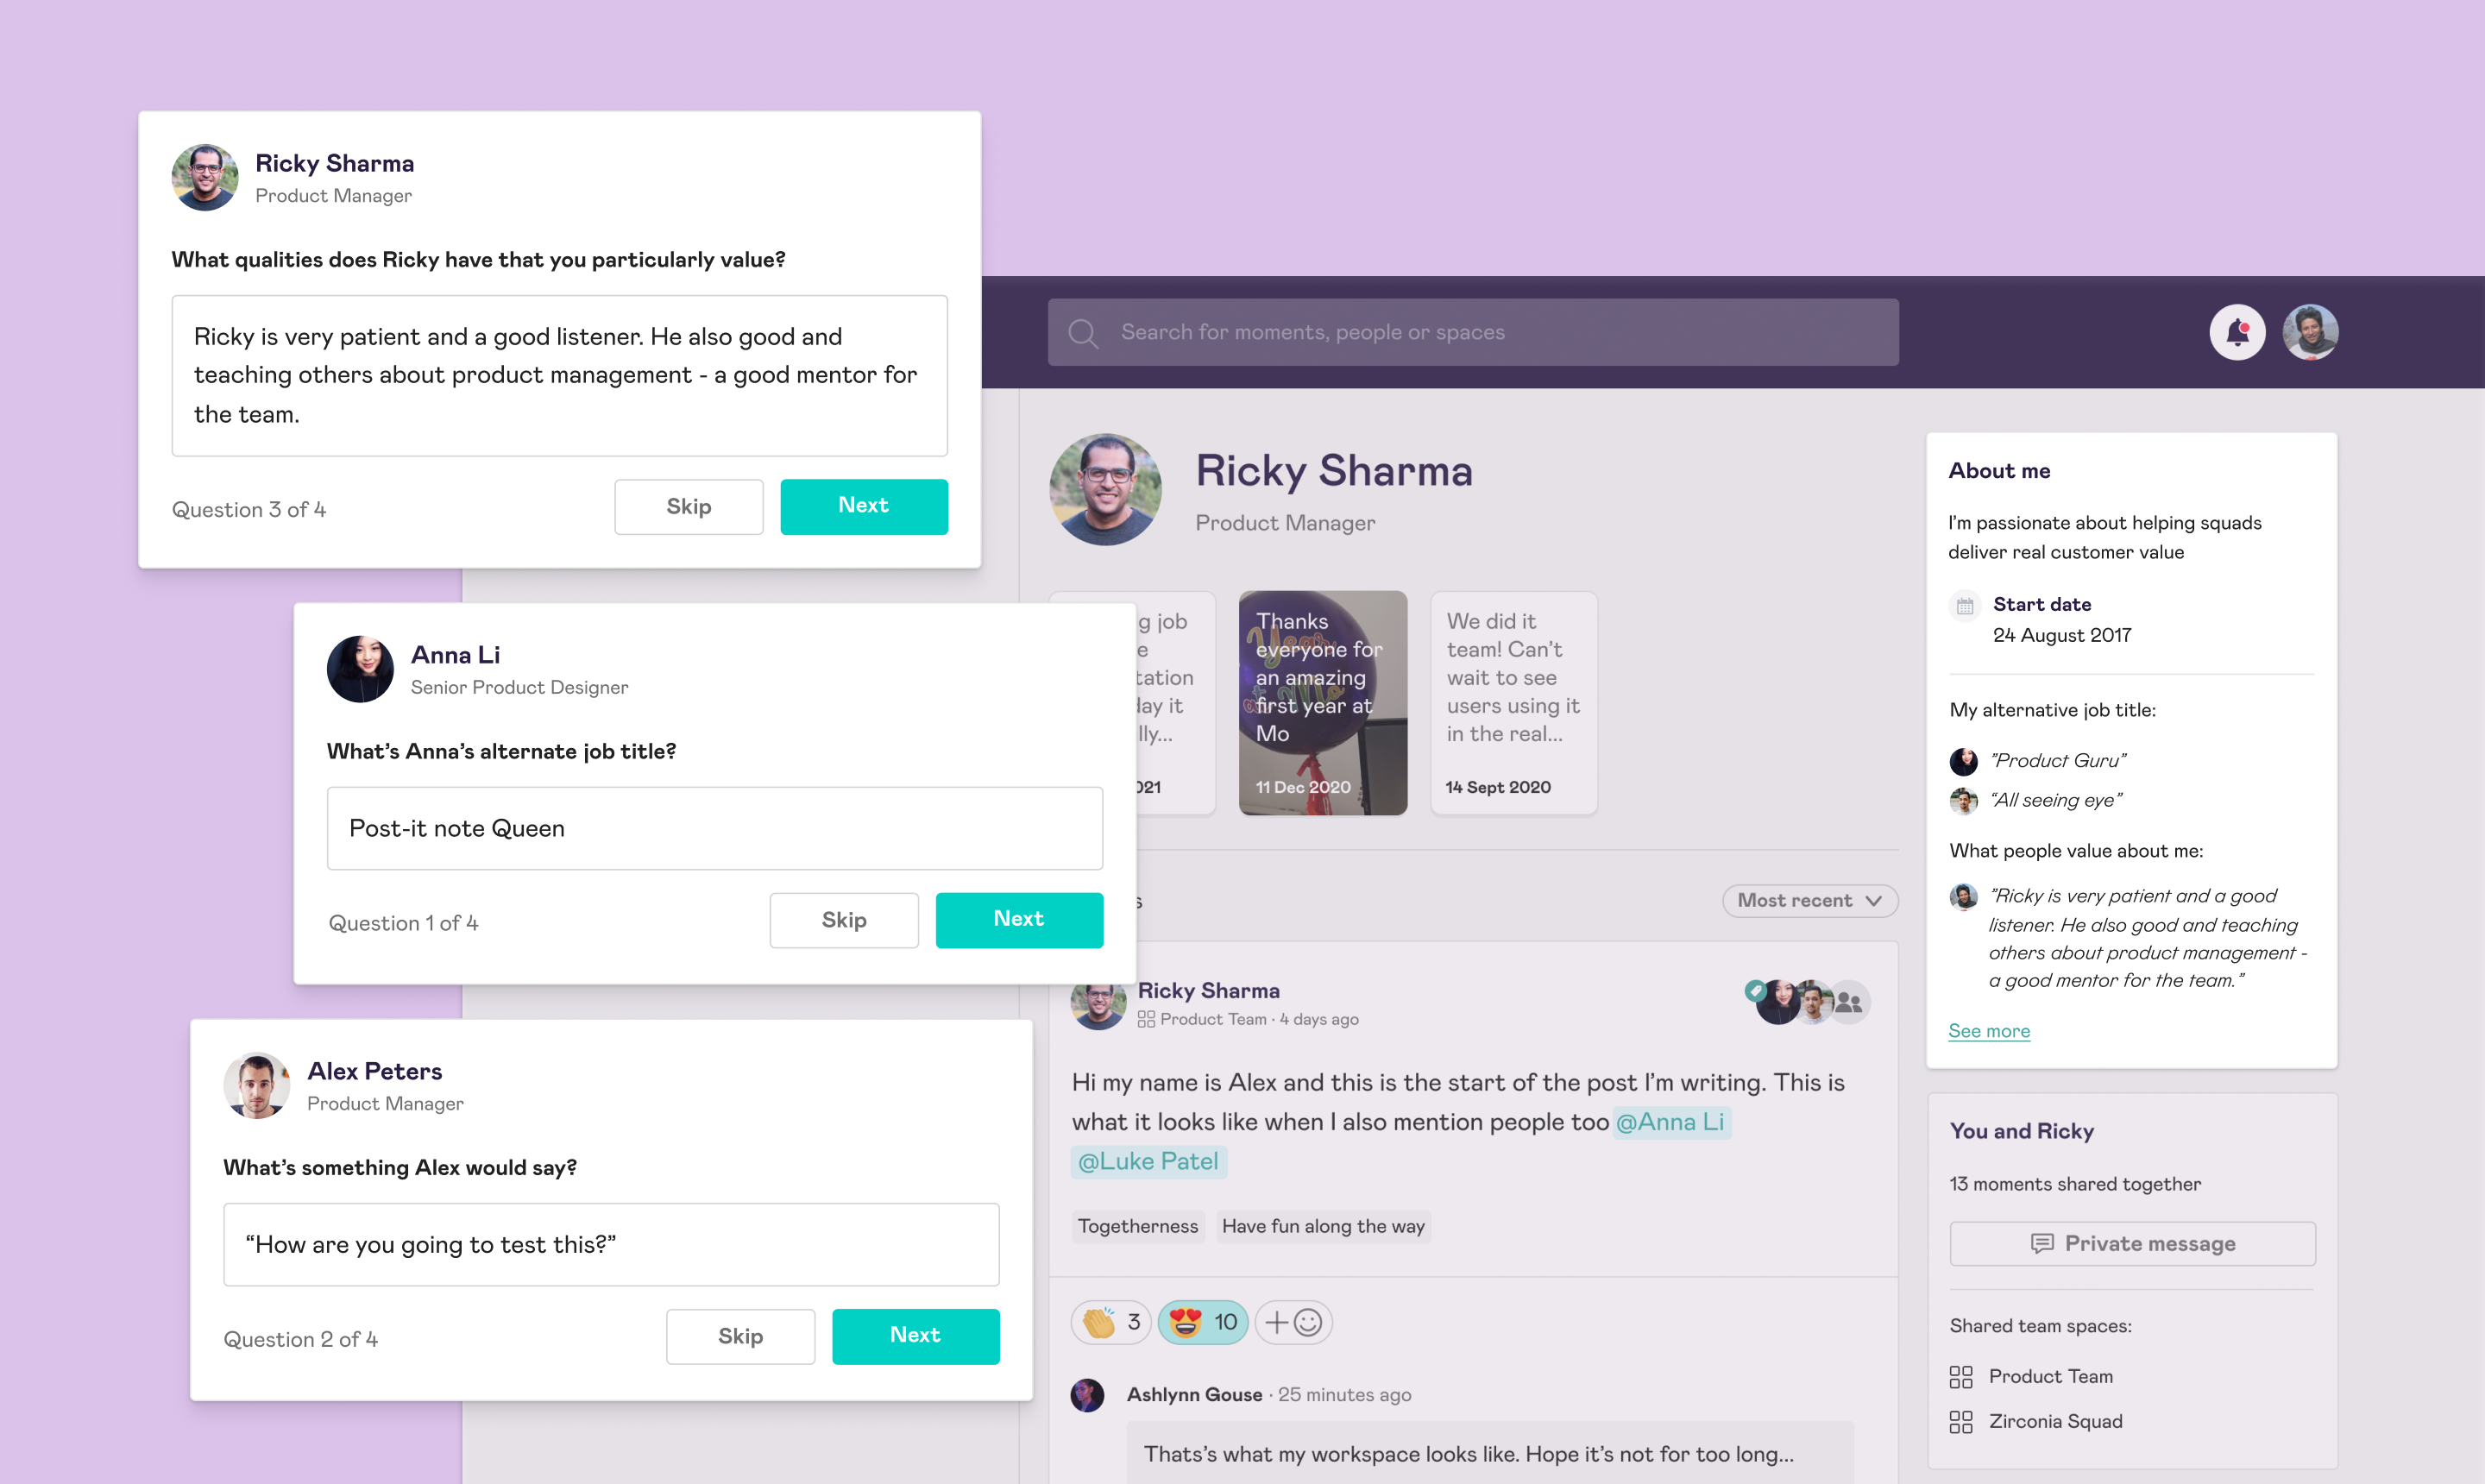 Ricky Sharma
Product Manager
What qualities does Ricky have that you particularly value?
Ricky is very patient and a good listener. He also good and
teaching others about product management - a good mentor for
the team.
Question 3 of 4
Skip
Next
Anna Li
Senior Product Designer
What's Anna's alternate job title?
Post-it note Queen
Question 1 of 4
Skip
Next
Alex Peters
Product Manager
What's something Alex would say?
“How are you going to test this?”
Question 2 of 4
Skip
Next
Search for moments, people or spaces
Ricky Sharma
Product Manager
g job
e
tation
day it
lly...
021
Thanks
everyone for
an amazing
first year at
Mo
11 Dec 2020
We did it
team! Can't
wait to see
users using it
in the real...
14 Sept 2020
s
Most recent
Ricky Sharma
Product Team · 4 days ago
Hi my name is Alex and this is the start of the post I'm writing. This is
what it looks like when I also mention people too @Anna Li
@Luke Patel
Togetherness
Have fun along the way
3
10
Ashlynn Gouse · 25 minutes ago
Thats's what my workspace looks like. Hope it's not for too long...
About me
I'm passionate about helping squads
deliver real customer value
Start date
24 August 2017
My alternative job title:
”Product Guru”
“All seeing eye”
What people value about me:
”Ricky is very patient and a good
listener. He also good and teaching
others about product management -
a good mentor for the team.”
See more
You and Ricky
13 moments shared together
Private message
Shared team spaces:
Product Team
Zirconia Squad